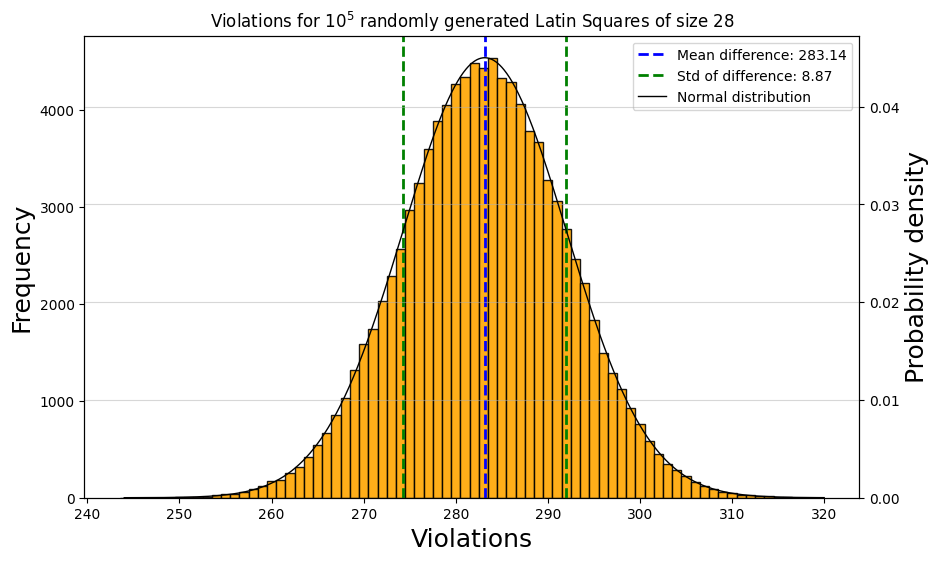 Violations for 10⁵ randomly generated Latin Squares of size 28
Mean difference: 283.14
Std of difference: 8.87
Normal distribution
Frequency
4000
3000
2000
1000
0
0.04
0.03
0.02
0.01
0.00
Probability density
240 250 260 270 280 290 300 310 320
Violations